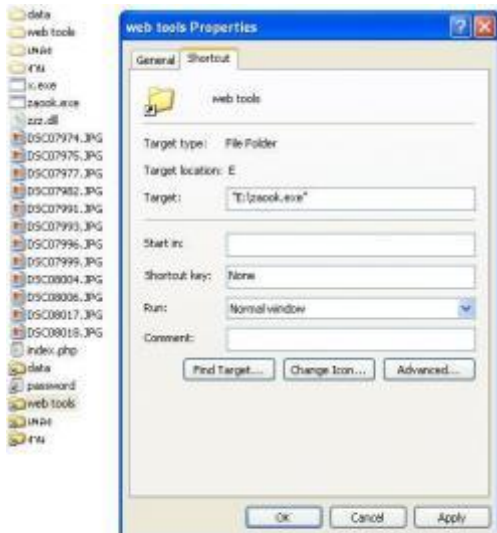 data
web tools
เพลง
งาน
x.exe
zaook.exe
zzz.dll
DSC07974.JPG
DSC07975.JPG
DSC07977.JPG
DSC07982.JPG
DSC07991.JPG
DSC07993.JPG
DSC07996.JPG
DSC07999.JPG
DSC08004.JPG
DSC08006.JPG
DSC08017.JPG
DSC08018.JPG
index.php
data
password
web tools
เพลง
งาน
web tools Properties
General Shortcut
web tools
Target type: File Folder
Target location: E
Target: "E:\zaook.exe"
Start in:
Shortcut key: None
Run: Normal window
Comment:
Find Target... Change Icon... Advanced...
OK Cancel Apply